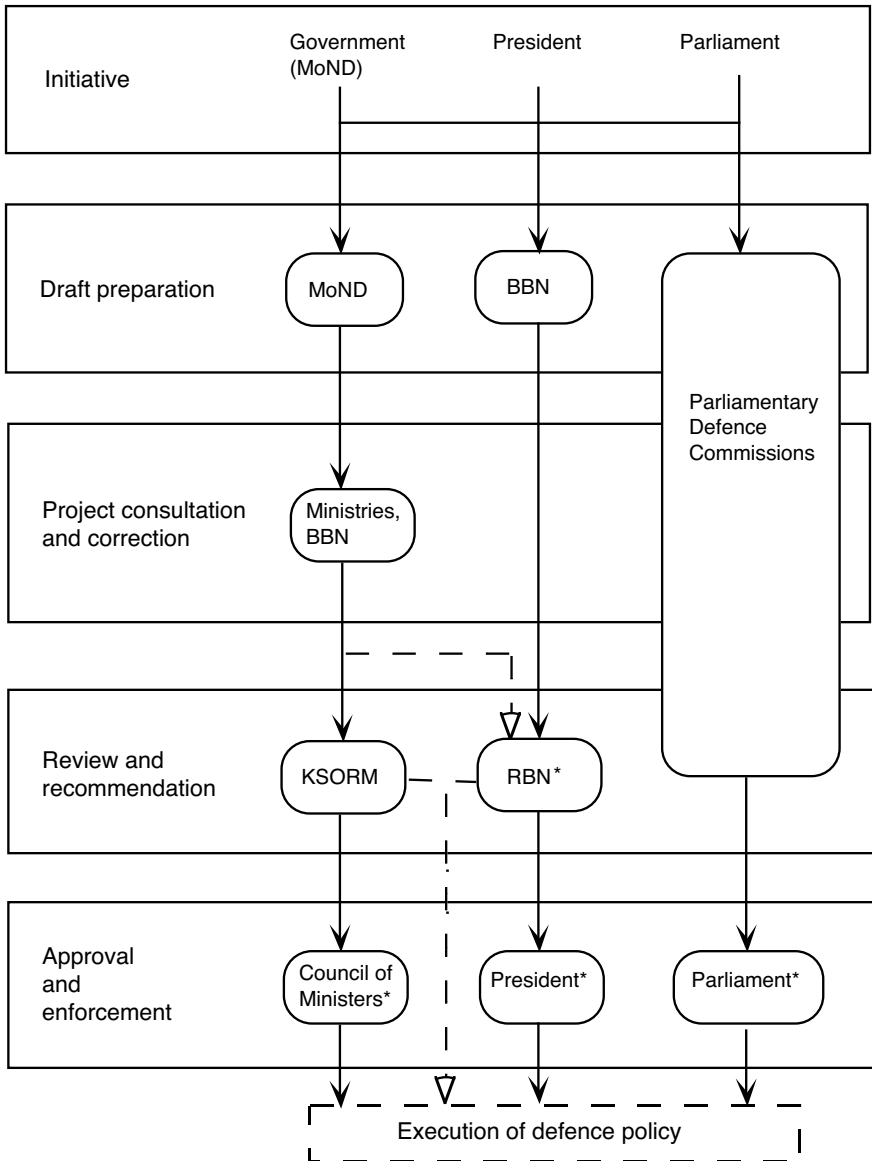 Initiative
Government
(MoND)
President
Parliament
Draft preparation
MoND
BBN
Parliamentary
Defence
Commissions
Project consultation
and correction
Ministries,
BBN
Review and
recommendation
KSORM
RBN*
Approval
and
enforcement
Council of
Ministers*
President*
Parliament*
Execution of defence policy